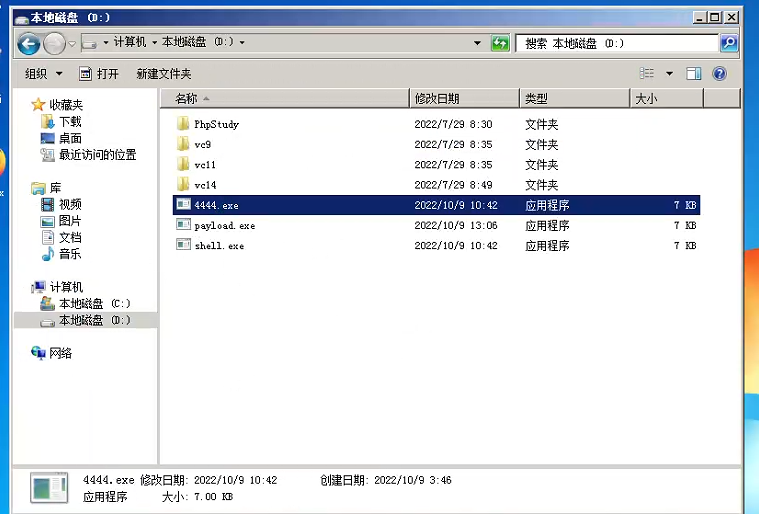 本地磁盘 (D:)
计算机 本地磁盘 (D:)
搜索 本地磁盘 (D:)
组织 打开 新建文件夹
收藏夹
下载
桌面
最近访问的位置
库
视频
图片
文档
音乐
计算机
本地磁盘 (C:)
本地磁盘 (D:)
网络
名称 修改日期 类型 大小
PhpStudy 2022/7/29 8:30 文件夹
vc9 2022/7/29 8:35 文件夹
vc11 2022/7/29 8:35 文件夹
vc14 2022/7/29 8:49 文件夹
4444.exe 2022/10/9 10:42 应用程序 7 KB
payload.exe 2022/10/9 13:06 应用程序 7 KB
shell.exe 2022/10/9 10:42 应用程序 7 KB
4444.exe 修改日期: 2022/10/9 10:42 创建日期: 2022/10/9 3:46
应用程序 大小: 7.00 KB